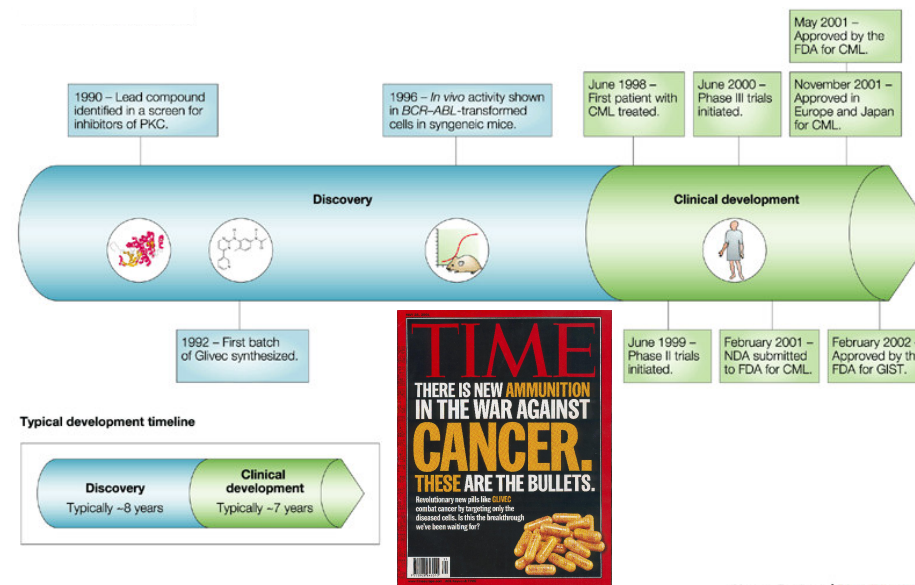 May 2001 –
Approved by the
FDA for CML.
1990 – Lead compound
identified in a screen for
inhibitors of PKC.
1996 – In vivo activity shown
in BCR–ABL-transformed
cells in syngeneic mice.
June 1998 –
First patient with
CML treated.
June 2000 –
Phase III trials
initiated.
November 2001 –
Approved in
Europe and Japan
for CML.
Discovery
Clinical development
1992 – First batch
of Glivec synthesized.
June 1999 –
Phase II trials
initiated.
February 2001 –
NDA submitted
to FDA for CML.
February 2002 –
Approved by the
FDA for GIST.
Typical development timeline
Discovery
Typically ~8 years
Clinical
development
Typically ~7 years
TIME
THERE IS NEW AMMUNITION
IN THE WAR AGAINST
CANCER.
THESE ARE THE BULLETS.
Revolutionary new pills like GLIVEC
combat cancer by targeting only the
diseased cells. Is this the breakthrough
we've been waiting for?